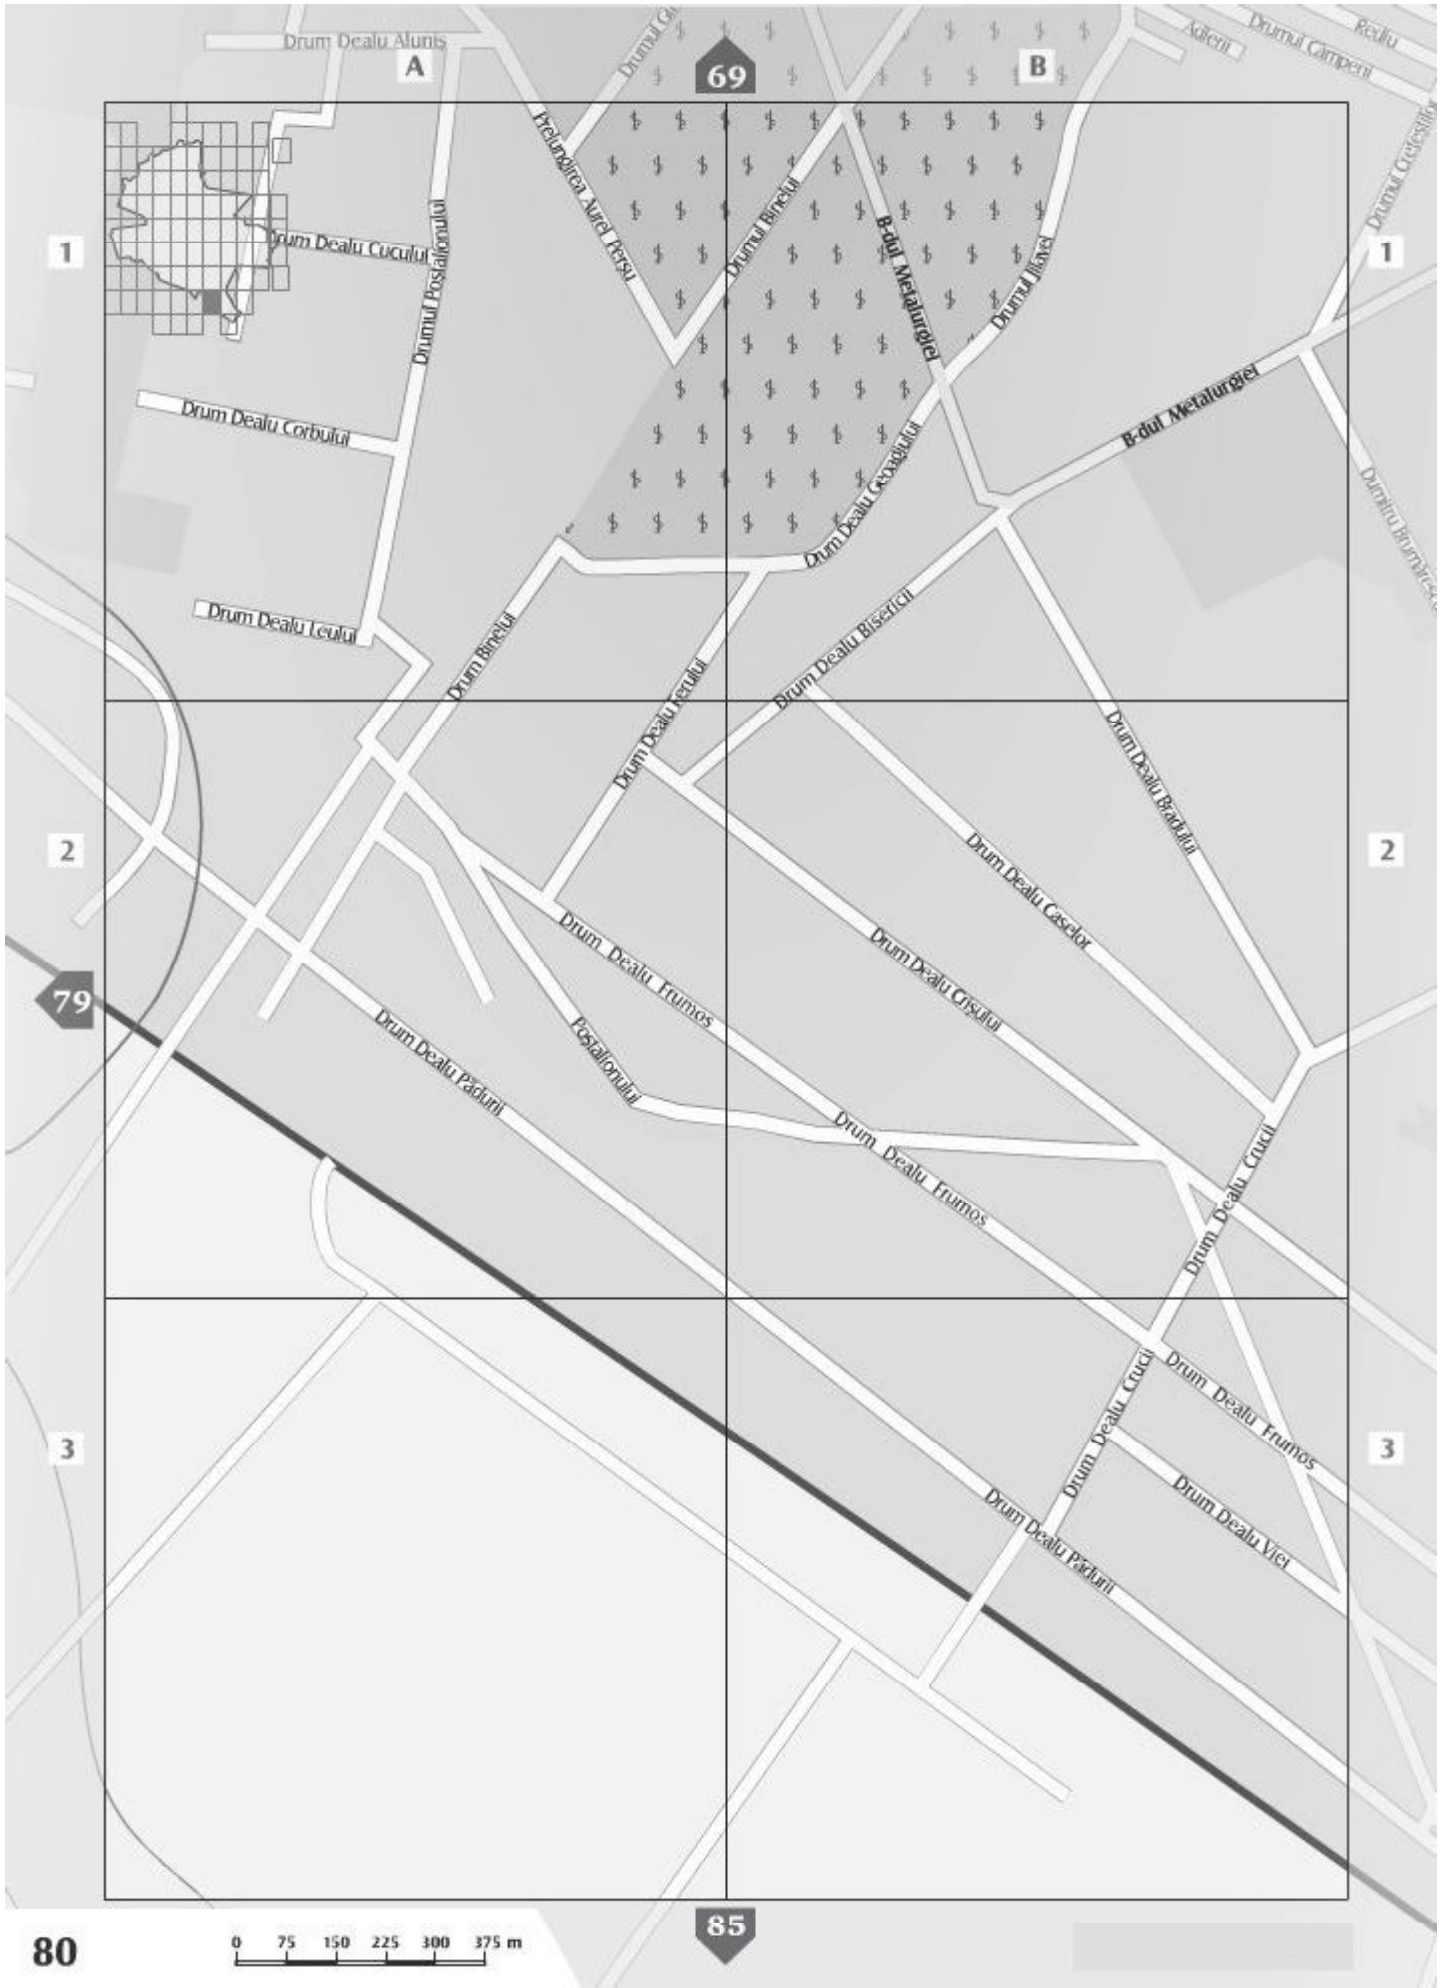 Drum Dealu Aluniș
A
69
B
Adleni
Drumul Câmpeni
Rediu
Prelungirea Aurel Perșu
Drumul Binelui
B-dul Metalurgiei
Drumul Jilavei
1
Drum Dealu Cucului
Drumul Poștalionului
1
B-dul Metalurgiei
Drum Dealu Corbului
Drum Dealu Geoagiului
Drum Dealu Leului
Drum Binelui
Drum Dealu Bisericii
Drum Dealu Ferului
Drum Dealu Bradului
2
2
Drum Dealu Caselor
Drum Dealu Frumos
Drum Dealu Crișului
79
Drum Dealu Pădurii
Poștalionului
Drum Dealu Frumos
Drum Dealu Crucii
3
Drum Dealu Crucii
Drum Dealu Frumos
3
Drum Dealu Viei
Drum Dealu Pădurii
80
0 75 150 225 300 375 m
85